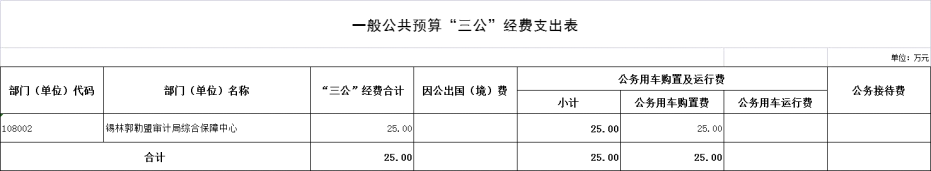 一般公共预算“三公”经费支出表
单位：万元
部门（单位）代码 部门（单位）名称 “三公”经费合计 因公出国（境）费 公务用车购置及运行费 公务接待费
小计 公务用车购置费 公务用车运行费
108002 锡林郭勒盟审计局综合保障中心 25.00 25.00 25.00
合计 25.00 25.00 25.00